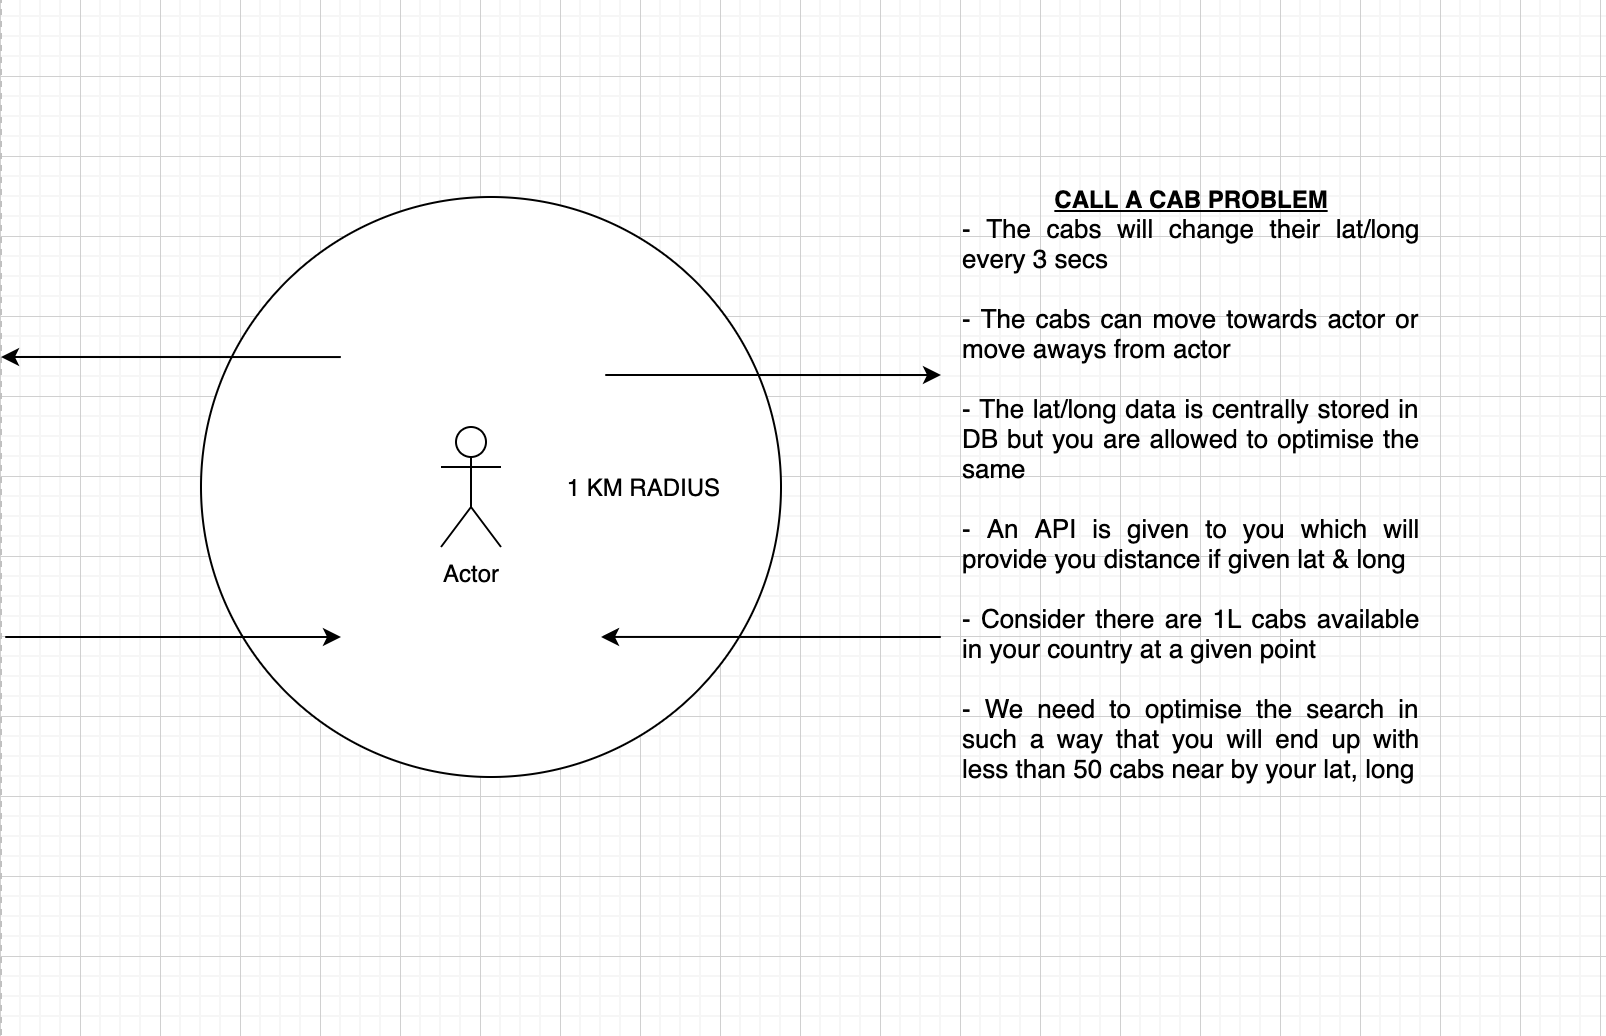 CALL A CAB PROBLEM
- The cabs will change their lat/long
every 3 secs
- The cabs can move towards actor or
move aways from actor
- The lat/long data is centrally stored in
DB but you are allowed to optimise the
same
1 KM RADIUS
- An API is given to you which will
provide you distance if given lat & long
Actor
- Consider there are 1L cabs available
in your country at a given point
- We need to optimise the search in
such a way that you will end up with
less than 50 cabs near by your lat, long